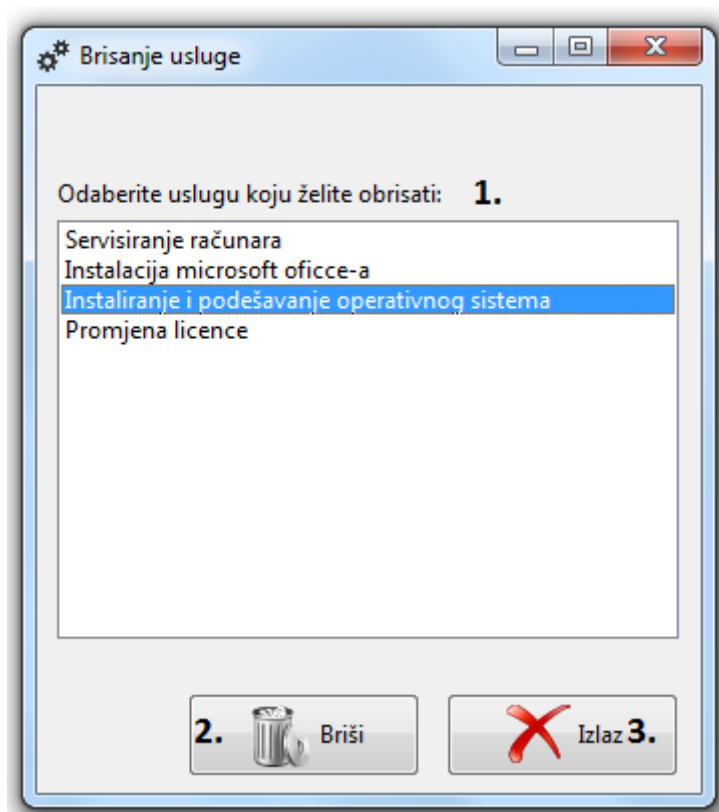 Brisanje usluge
Odaberite uslugu koju želite obrisati: 1.
Servisiranje računara
Instalacija microsoft oficce-a
Instaliranje i podešavanje operativnog sistema
Promjena licence
2. Briši
Izlaz 3.